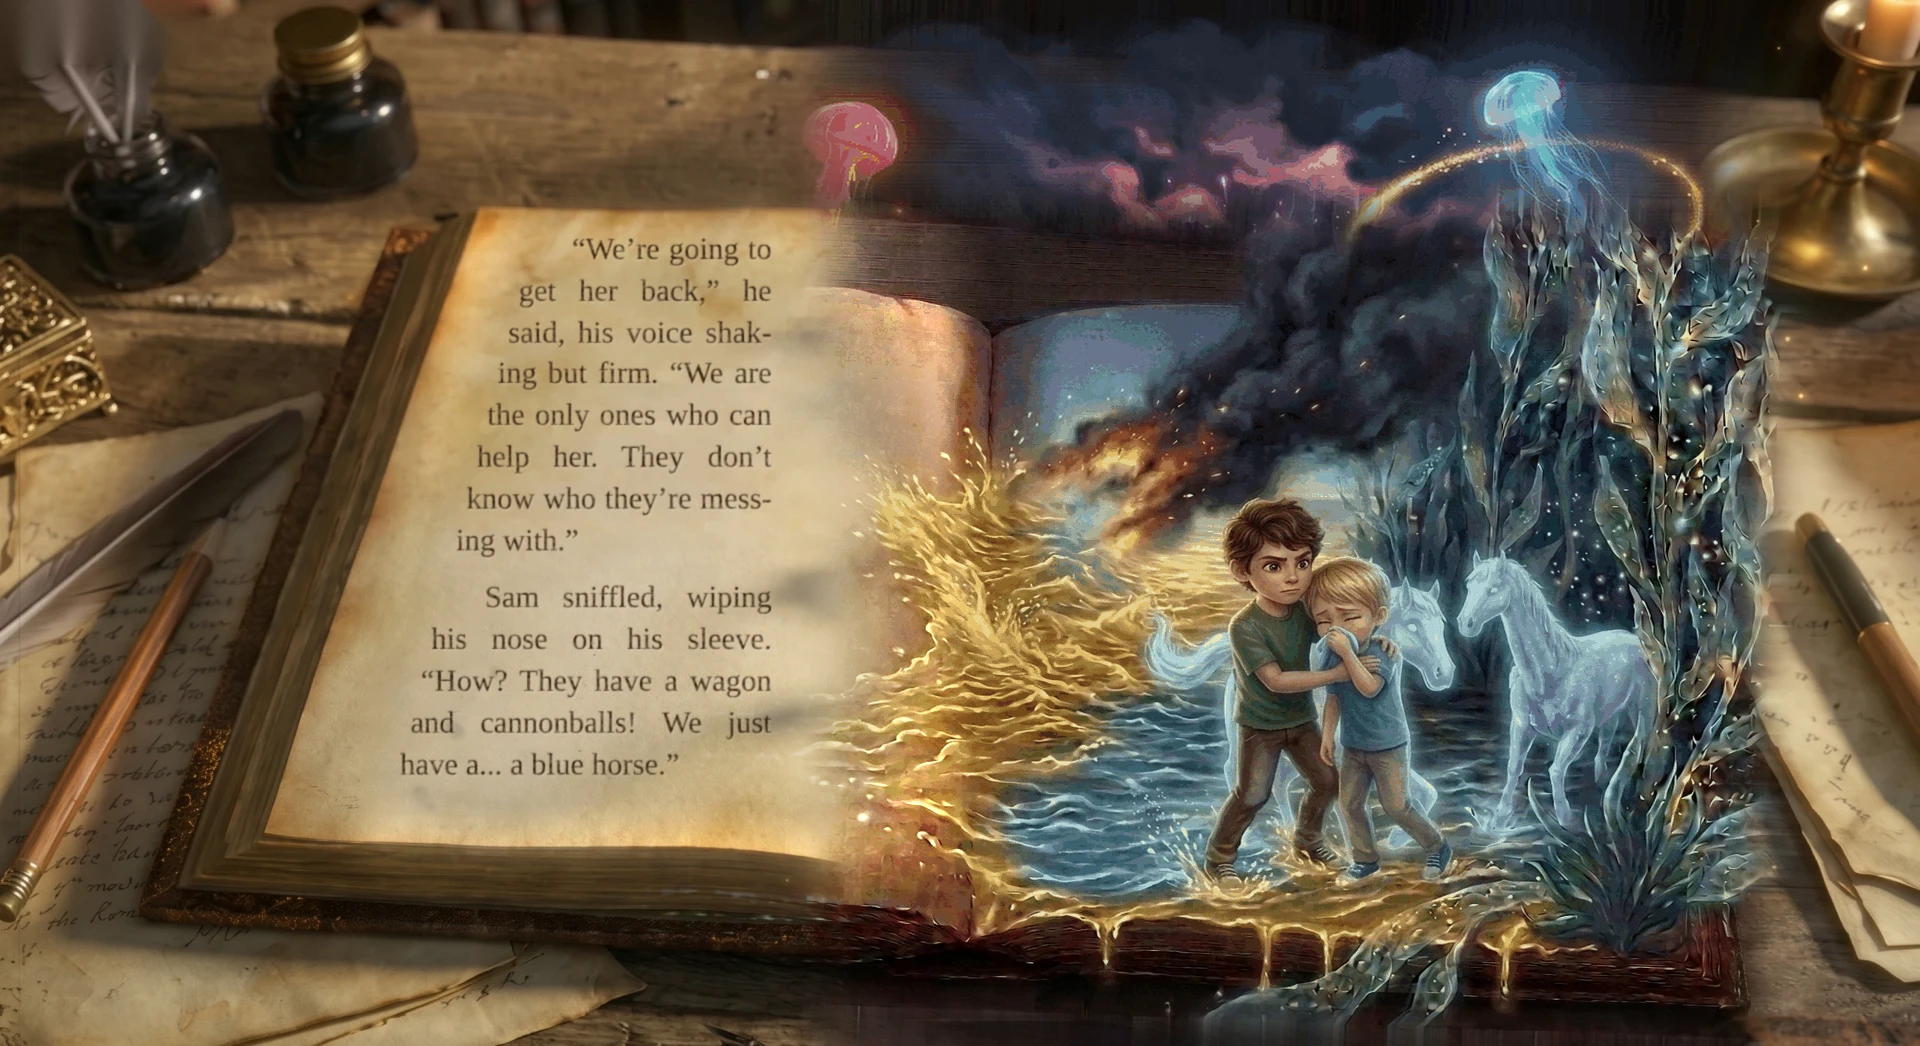 “We’re going to
get her back,” he
said, his voice shak-
ing but firm. “We are
the only ones who can
help her. They don’t
know who they’re mess-
ing with.”
Sam sniffled, wiping
his nose on his sleeve.
“How? They have a wagon
and cannonballs! We just
have a... a blue horse.”